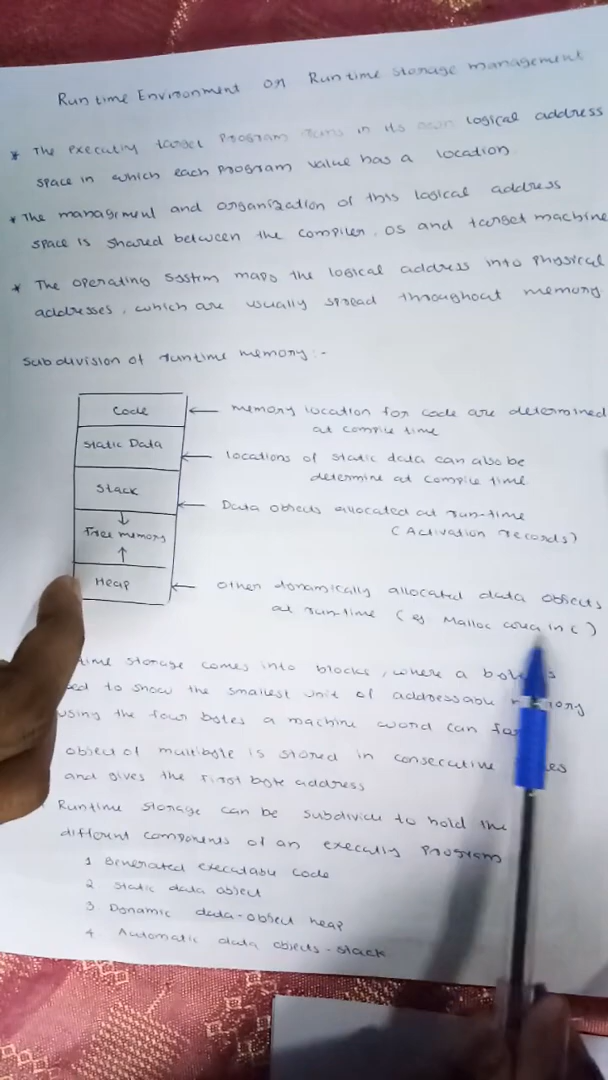 Runtime Environment or Runtime storage management
* The executing target program runs in its own logical address
space in which each program value has a location
* The management and organization of this logical address
space is shared between the compiler, OS and target machine
* The operating system maps the logical address into physical
addresses, which are usually spread throughout memory
Subdivision of runtime memory:-
Code
memory location for code are determined
at compile time
Static Data
locations of static data can also be
determine at compile time
Stack
Data objects allocated at run-time
(Activation records)
Free memory
Heap
other dynamically allocated data objects
at run-time (eg Malloc in C)
time storage comes into blocks, where a
to show the smallest unit of addressable
using the four bytes a machine word can
object of multibyte is stored in consecutive
and gives the first byte address
Runtime storage can be subdivide to hold the
different components of an program
1 Generated executable code
2 Static data object
3 Dynamic data-object heap
4. Automatic data objects-stack